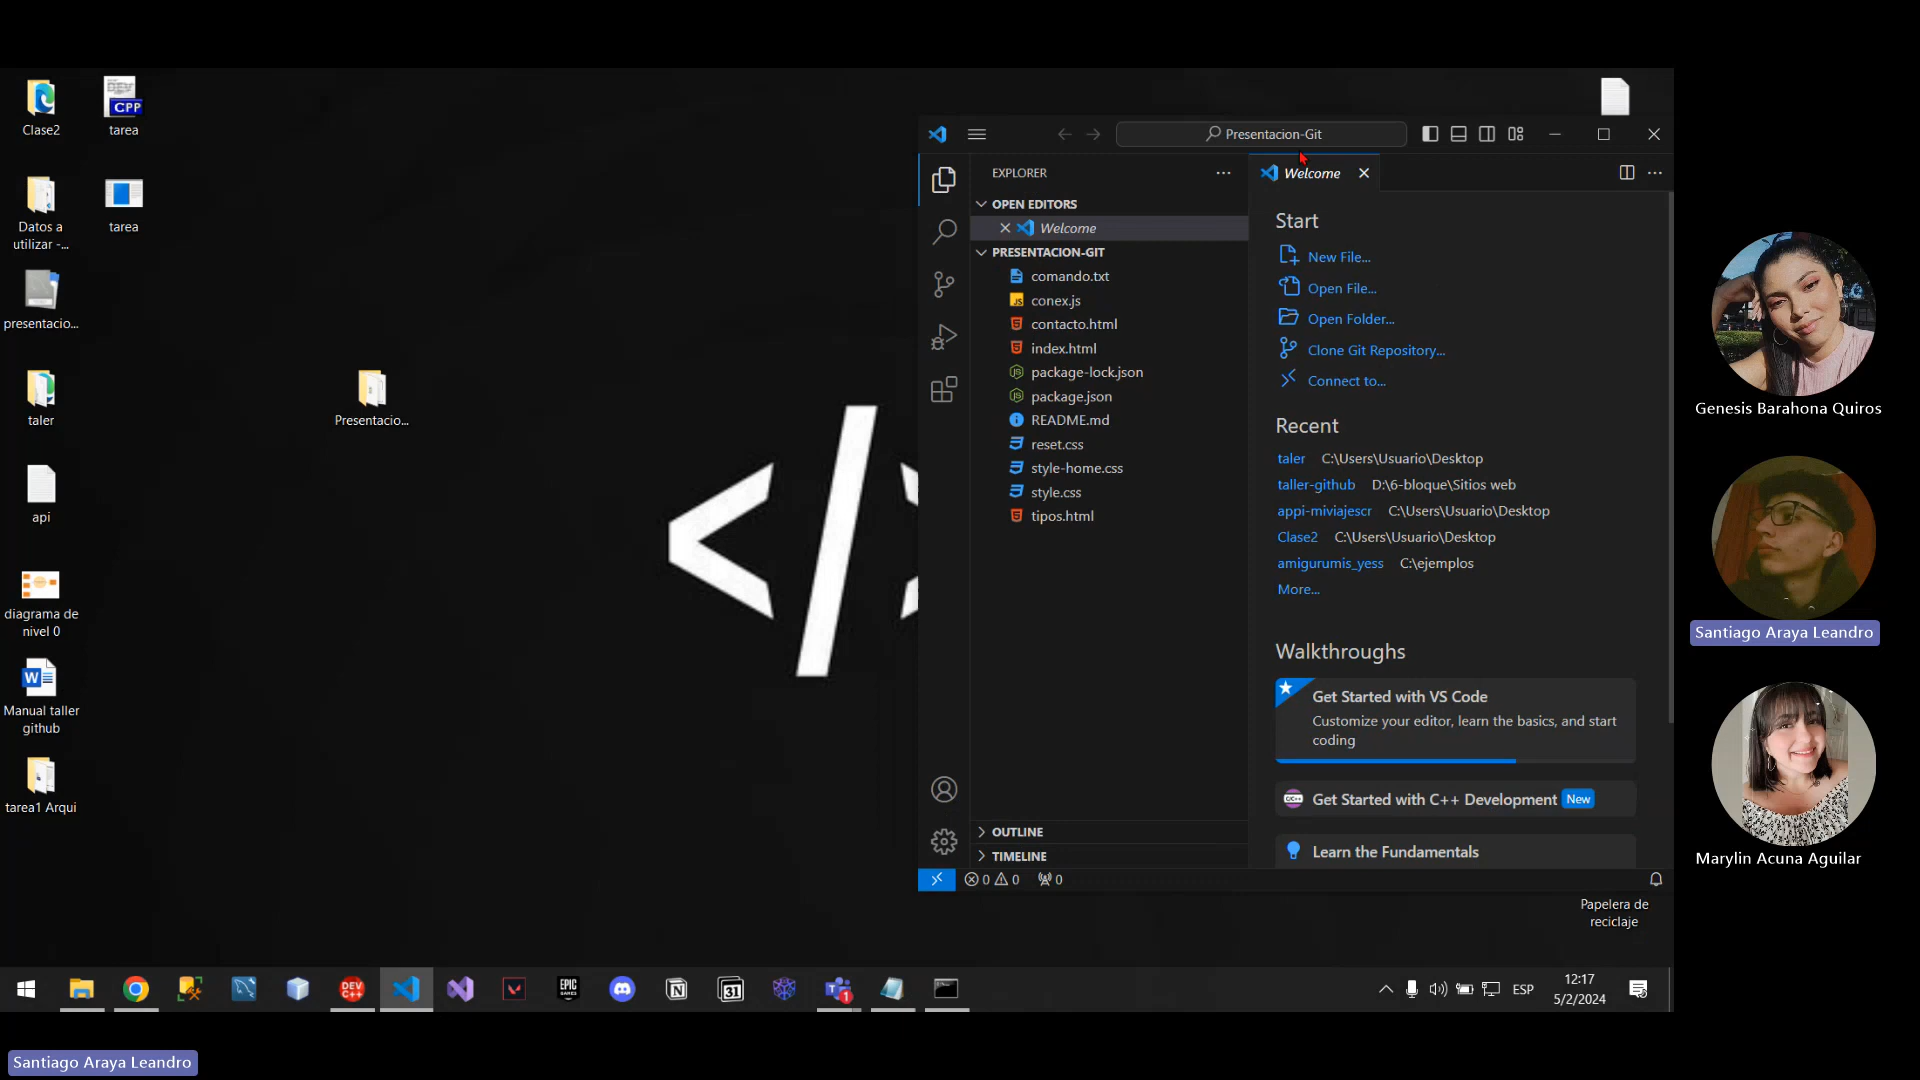 Clase2
tarea
CPP
Datos a
utilizar -...
tarea
presentacio...
taler
Presentacio...
api
diagrama de
nivel 0
Manual taller
github
tarea1 Arqui
</>
Presentacion-Git
EXPLORER
Welcome
OPEN EDITORS
Welcome
PRESENTACION-GIT
comando.txt
conex.js
contacto.html
index.html
package-lock.json
package.json
README.md
reset.css
style-home.css
style.css
tipos.html
OUTLINE
TIMELINE
0 0 0
Start
New File...
Open File...
Open Folder...
Clone Git Repository...
Connect to...
Recent
taler C:\Users\Usuario\Desktop
taller-github D:\6-bloque\Sitios web
appi-miviajescr C:\Users\Usuario\Desktop
Clase2 C:\Users\Usuario\Desktop
amigurumis_yess C:\ejemplos
More...
Walkthroughs
Get Started with VS Code
Customize your editor, learn the basics, and start
coding
Get Started with C++ Development New
Learn the Fundamentals
Papelera de
reciclaje
DEV
C++
EPIC
GAMES
31
1
ESP
12:17
5/2/2024
Genesis Barahona Quiros
Santiago Araya Leandro
Marylin Acuna Aguilar
Santiago Araya Leandro